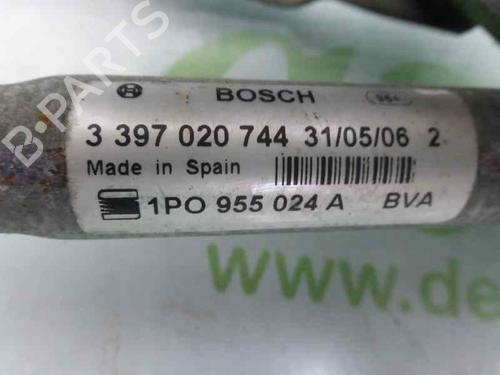 BOSCH
3 397 020 744 31/05/06 2
Made in Spain
1PO 955 024 A BVA
B-PARTS
www.de